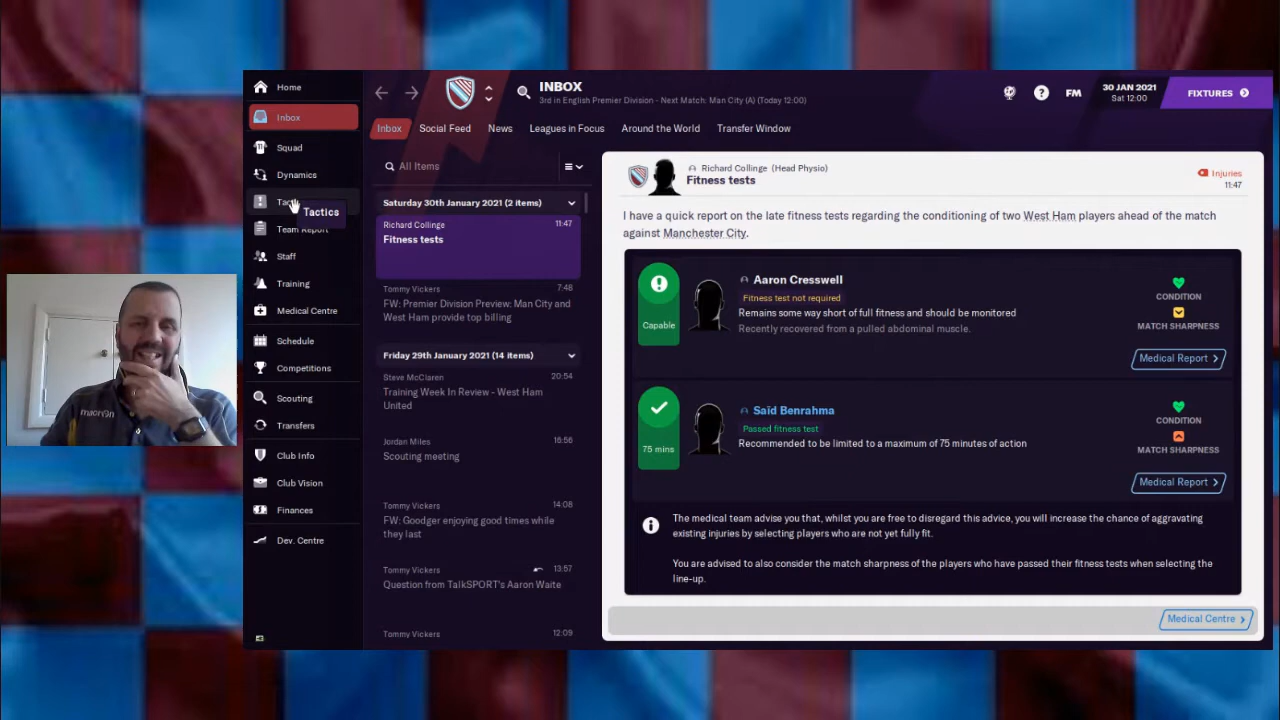 Home
Inbox
Squad
Dynamics
Tactics
Team Report
Staff
Training
Medical Centre
Schedule
Competitions
Scouting
Transfers
Club Info
Club Vision
Finances
Dev. Centre
INBOX
3rd in English Premier Division - Next Match: Man City (A) (Today 12:00)
?
FM
30 JAN 2021
Sat 12:00
FIXTURES
Inbox
Social Feed
News
Leagues in Focus
Around the World
Transfer Window
All Items
Saturday 30th January 2021 (2 items)
Richard Collinge 11:47
Fitness tests
Tommy Vickers 7:48
FW: Premier Division Preview: Man City and
West Ham provide top billing
Friday 29th January 2021 (14 items)
Steve McClaren 20:54
Training Week In Review - West Ham
United
Jordan Miles 16:56
Scouting meeting
Tommy Vickers 14:08
FW: Goodger enjoying good times while
they last
Tommy Vickers 13:57
Question from TalkSPORT's Aaron Waite
Tommy Vickers 12:09
Richard Collinge (Head Physio)
Fitness tests
Injuries
11:47
I have a quick report on the late fitness tests regarding the conditioning of two West Ham players ahead of the match
against Manchester City.
Capable
Aaron Cresswell
Fitness test not required
Remains some way short of full fitness and should be monitored
Recently recovered from a pulled abdominal muscle.
CONDITION
MATCH SHARPNESS
Medical Report
75 mins
Saïd Benrahma
Passed fitness test
Recommended to be limited to a maximum of 75 minutes of action
CONDITION
MATCH SHARPNESS
Medical Report
The medical team advise you that, whilst you are free to disregard this advice, you will increase the chance of aggravating
existing injuries by selecting players who are not yet fully fit.
You are advised to also consider the match sharpness of the players who have passed their fitness tests when selecting the
line-up.
Medical Centre
macron